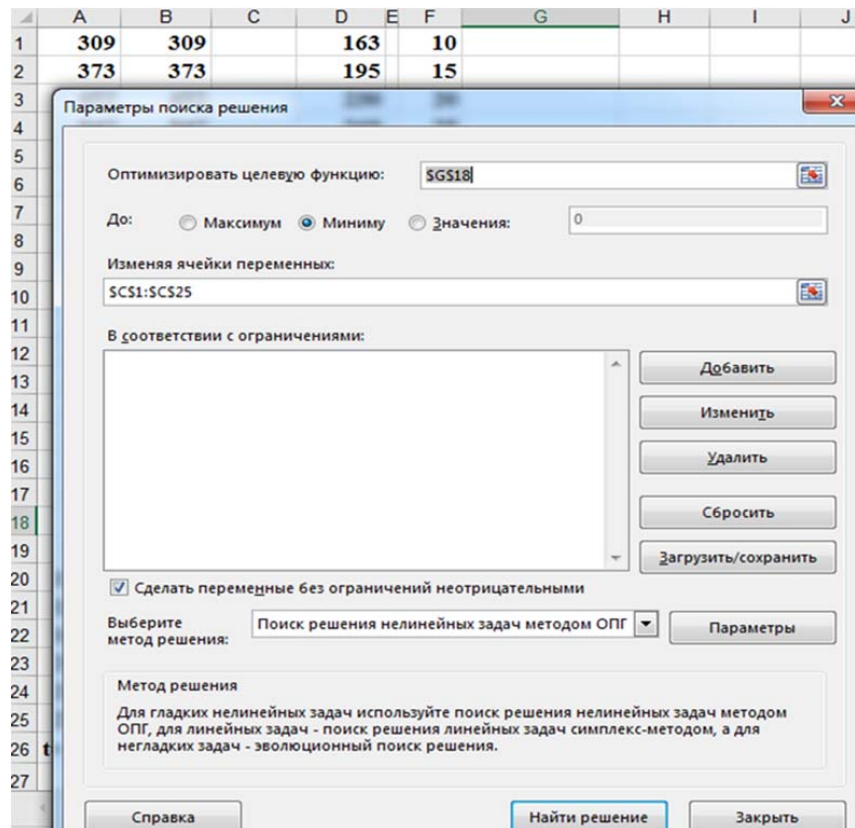 A B C D E F G H I J
1 309 309 163 10
2 373 373 195 15
3
4
5
6
7
8
9
10
11
12
13
14
15
16
17
18
19
20
21
22
23
24
25
26 t
27
Параметры поиска решения
Оптимизировать целевую функцию: $G$18
До: Максимум Миниму Значения: 0
Изменяя ячейки переменных:
$C$1:$C$25
В соответствии с ограничениями:
Добавить
Изменить
Удалить
Сбросить
Загрузить/сохранить
Сделать переменные без ограничений неотрицательными
Выберите
метод решения:
Поиск решения нелинейных задач методом ОПГ
Параметры
Метод решения
Для гладких нелинейных задач используйте поиск решения нелинейных задач методом
ОПГ, для линейных задач - поиск решения линейных задач симплекс-методом, а для
негладких задач - эволюционный поиск решения.
Справка Найти решение Закрыть